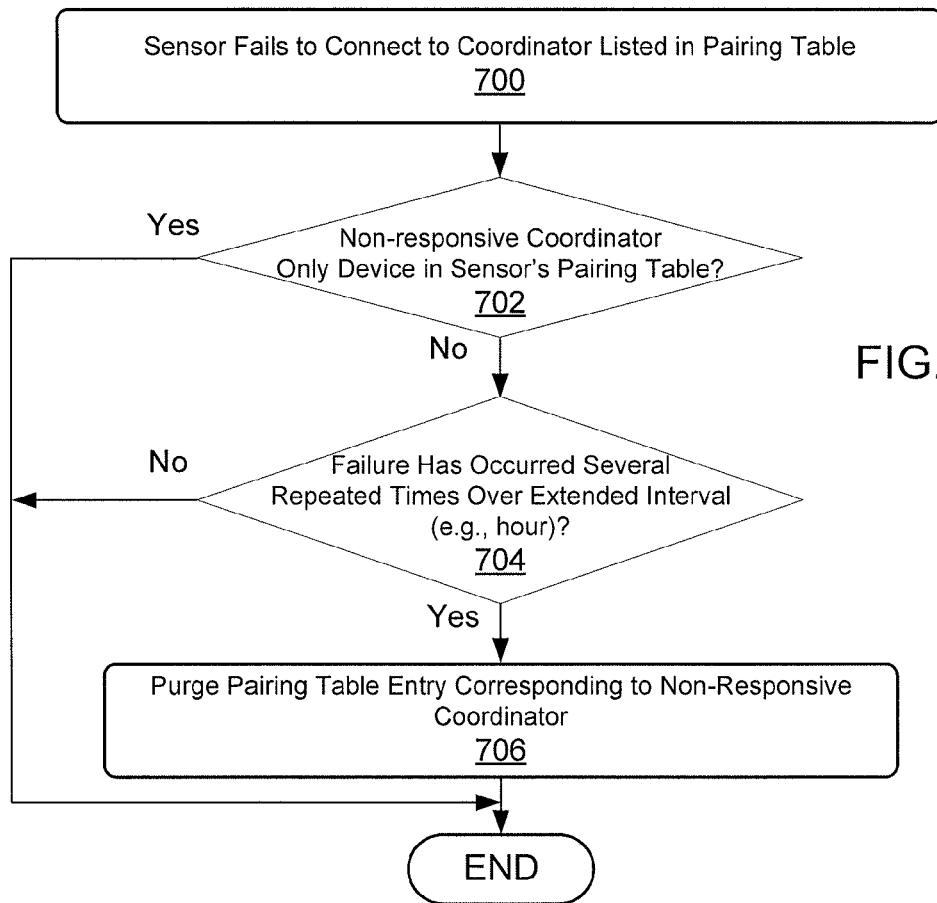 Sensor Fails to Connect to Coordinator Listed in Pairing Table
700
Yes
Non-responsive Coordinator
Only Device in Sensor's Pairing Table?
702
No
FIG.
No
Failure Has Occurred Several
Repeated Times Over Extended Interval
(e.g., hour)?
704
Yes
Purge Pairing Table Entry Corresponding to Non-Responsive
Coordinator
706
END